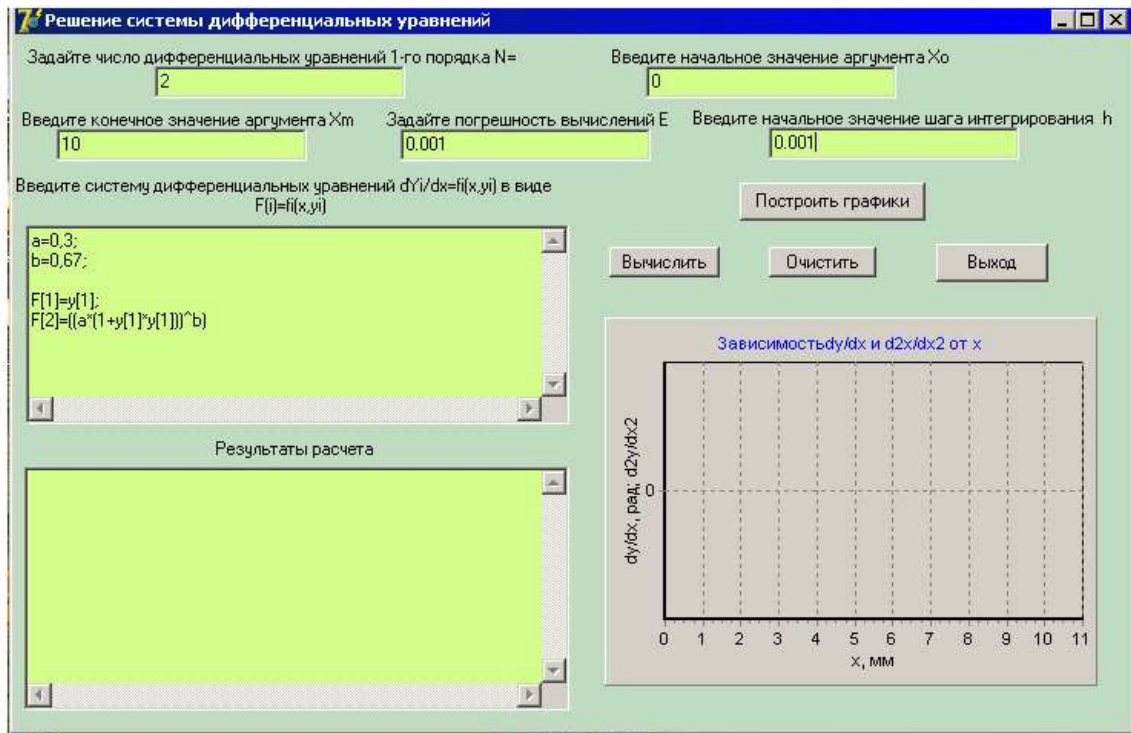 Решение системы дифференциальных уравнений
Задайте число дифференциальных уравнений 1-го порядка N=
2
Введите начальное значение аргумента Xo
0
Введите конечное значение аргумента Xm
10
Задайте погрешность вычислений E
0.001
Введите начальное значение шага интегрирования h
0.001
Введите систему дифференциальных уравнений dYi/dx=fi(x,yi) в виде
F(i)=fi(x,yi)
a=0,3;
b=0,67;
F[1]=y[1];
F[2]=((a*(1+y[1]*y[1]))^b)
Построить графики
Вычислить
Очистить
Выход
Результаты расчета
Зависимостьdy/dx и d2x/dx2 от x
dy/dx, рад; d2y/dx2
0
0 1 2 3 4 5 6 7 8 9 10 11
x, мм